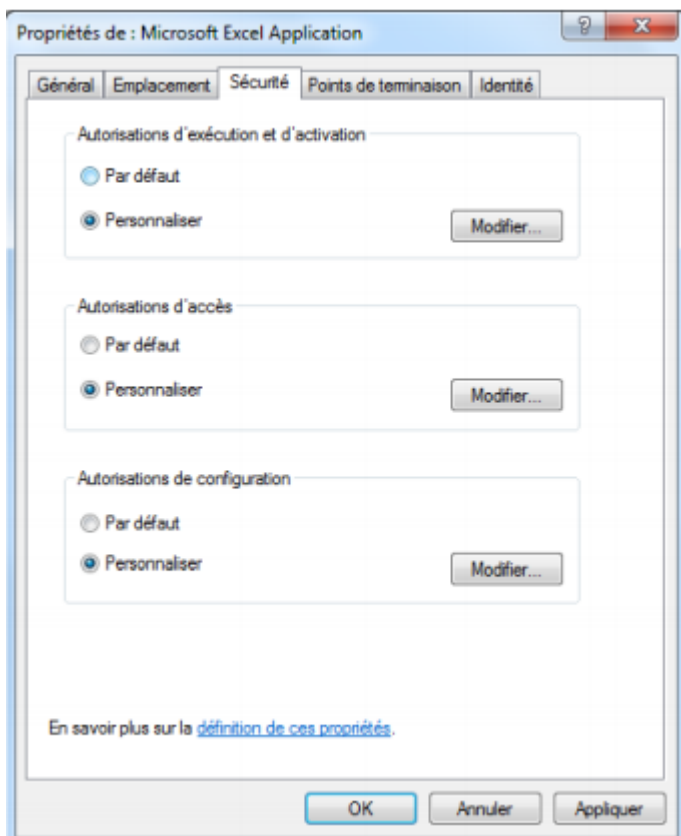 Propriétés de : Microsoft Excel Application
Général Emplacement Sécurité Points de terminaison Identité
Autorisations d'exécution et d'activation
Par défaut
Personnaliser
Modifier...
Autorisations d'accès
Par défaut
Personnaliser
Modifier...
Autorisations de configuration
Par défaut
Personnaliser
Modifier...
En savoir plus sur la définition de ces propriétés.
OK Annuler Appliquer